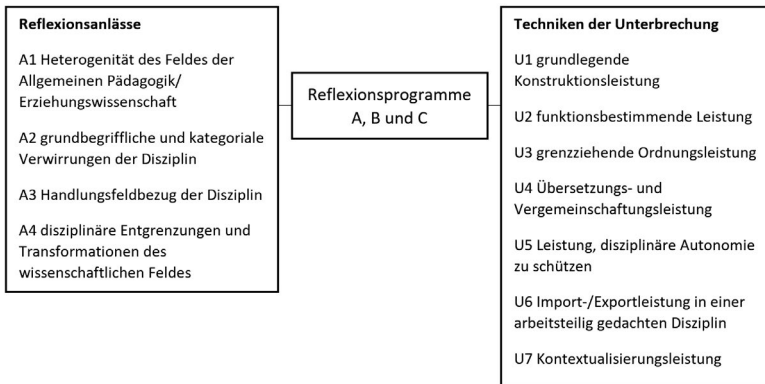 Reflexionsanlässe
A1 Heterogenität des Feldes der
Allgemeinen Pädagogik/
Erziehungswissenschaft
A2 grundbegriffliche und kategoriale
Verwirrungen der Disziplin
A3 Handlungsfeldbezug der Disziplin
A4 disziplinäre Entgrenzungen und
Transformationen des
wissenschaftlichen Feldes
Reflexionsprogramme
A, B und C
Techniken der Unterbrechung
U1 grundlegende
Konstruktionsleistung
U2 funktionsbestimmende Leistung
U3 grenzziehende Ordnungsleistung
U4 Übersetzungs- und
Vergemeinschaftungsleistung
U5 Leistung, disziplinäre Autonomie
zu schützen
U6 Import-/Exportleistung in einer
arbeitsteilig gedachten Disziplin
U7 Kontextualisierungsleistung